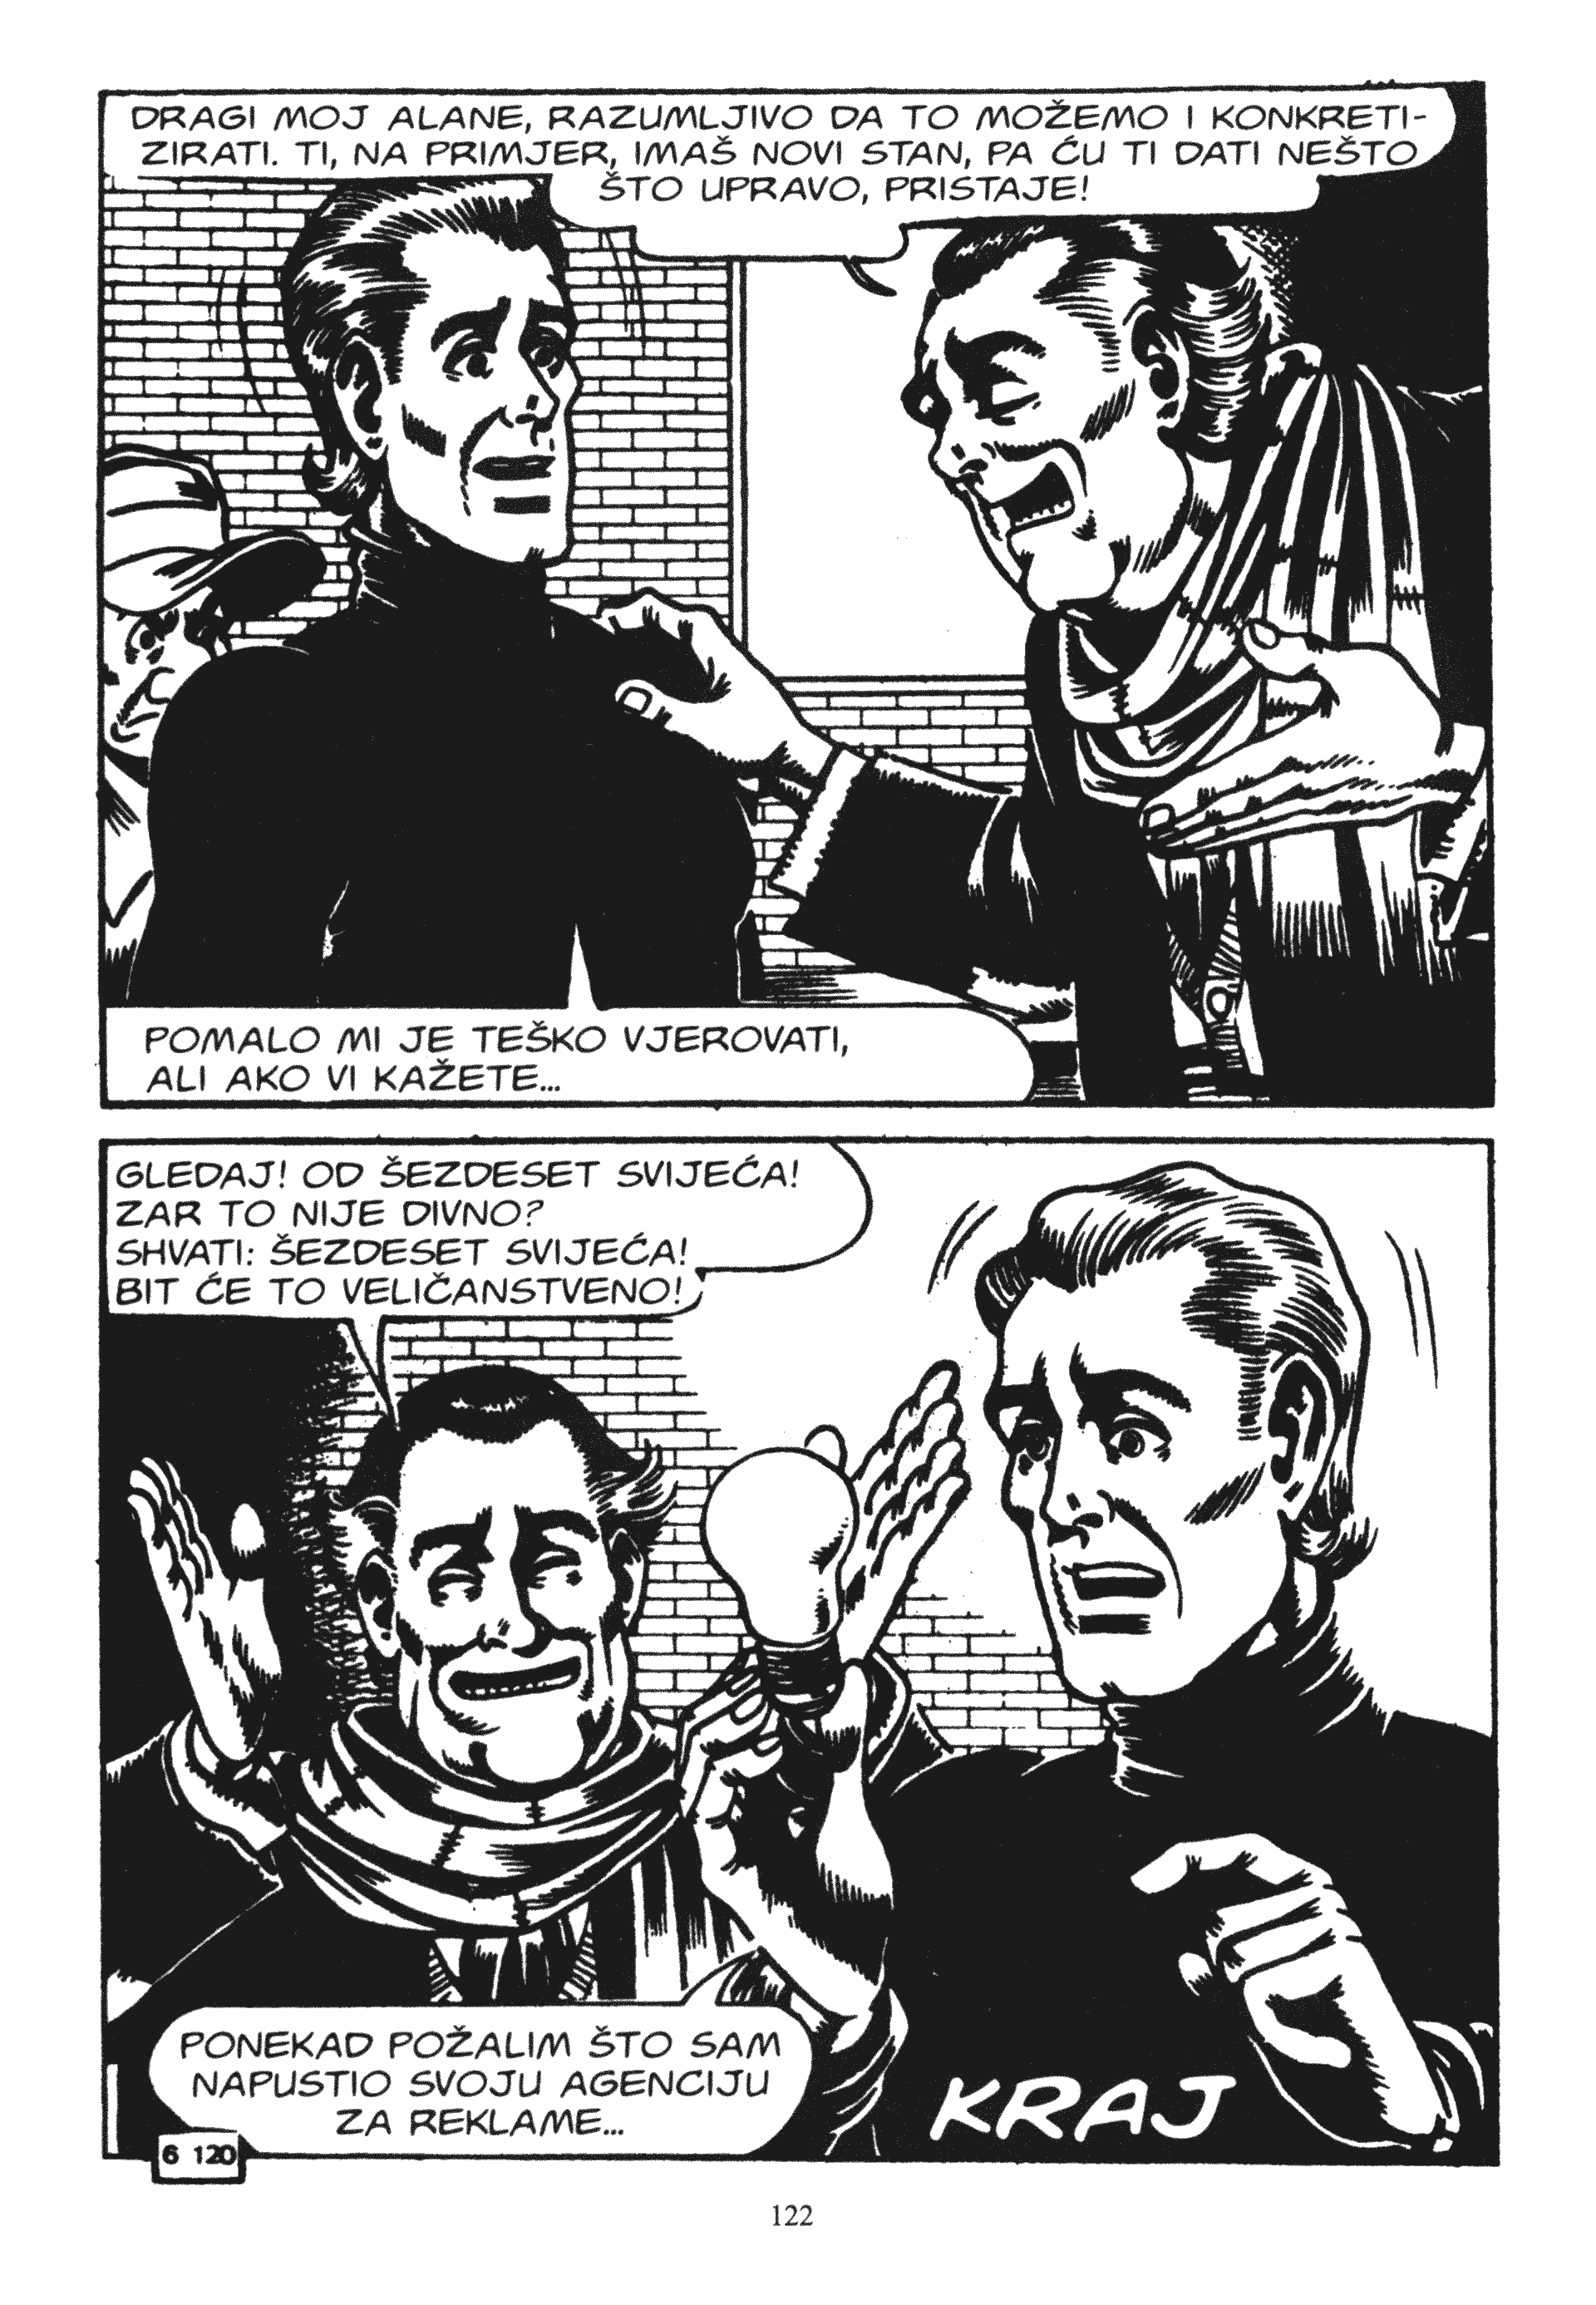 DRAGI MOJ ALANE, RAZUMLJIVO DA TO MOŽEMO I KONKRETI-
ZIRATI. TI, NA PRIMJER, IMAŠ NOVI STAN, PA ĆU TI DATI NEŠTO
ŠTO UPRAVO, PRISTAJE!
POMALO MI JE TEŠKO VJEROVATI,
ALI AKO VI KAŽETE...
GLEDAJ! OD ŠEZDESET SVIJEĆA!
ZAR TO NIJE DIVNO?
SHVATI: ŠEZDESET SVIJEĆA!
BIT ĆE TO VELIČANSTVENO!
PONEKAD POŽALIM ŠTO SAM
NAPUSTIO SVOJU AGENCIJU
ZA REKLAME...
KRAJ
6 120
122